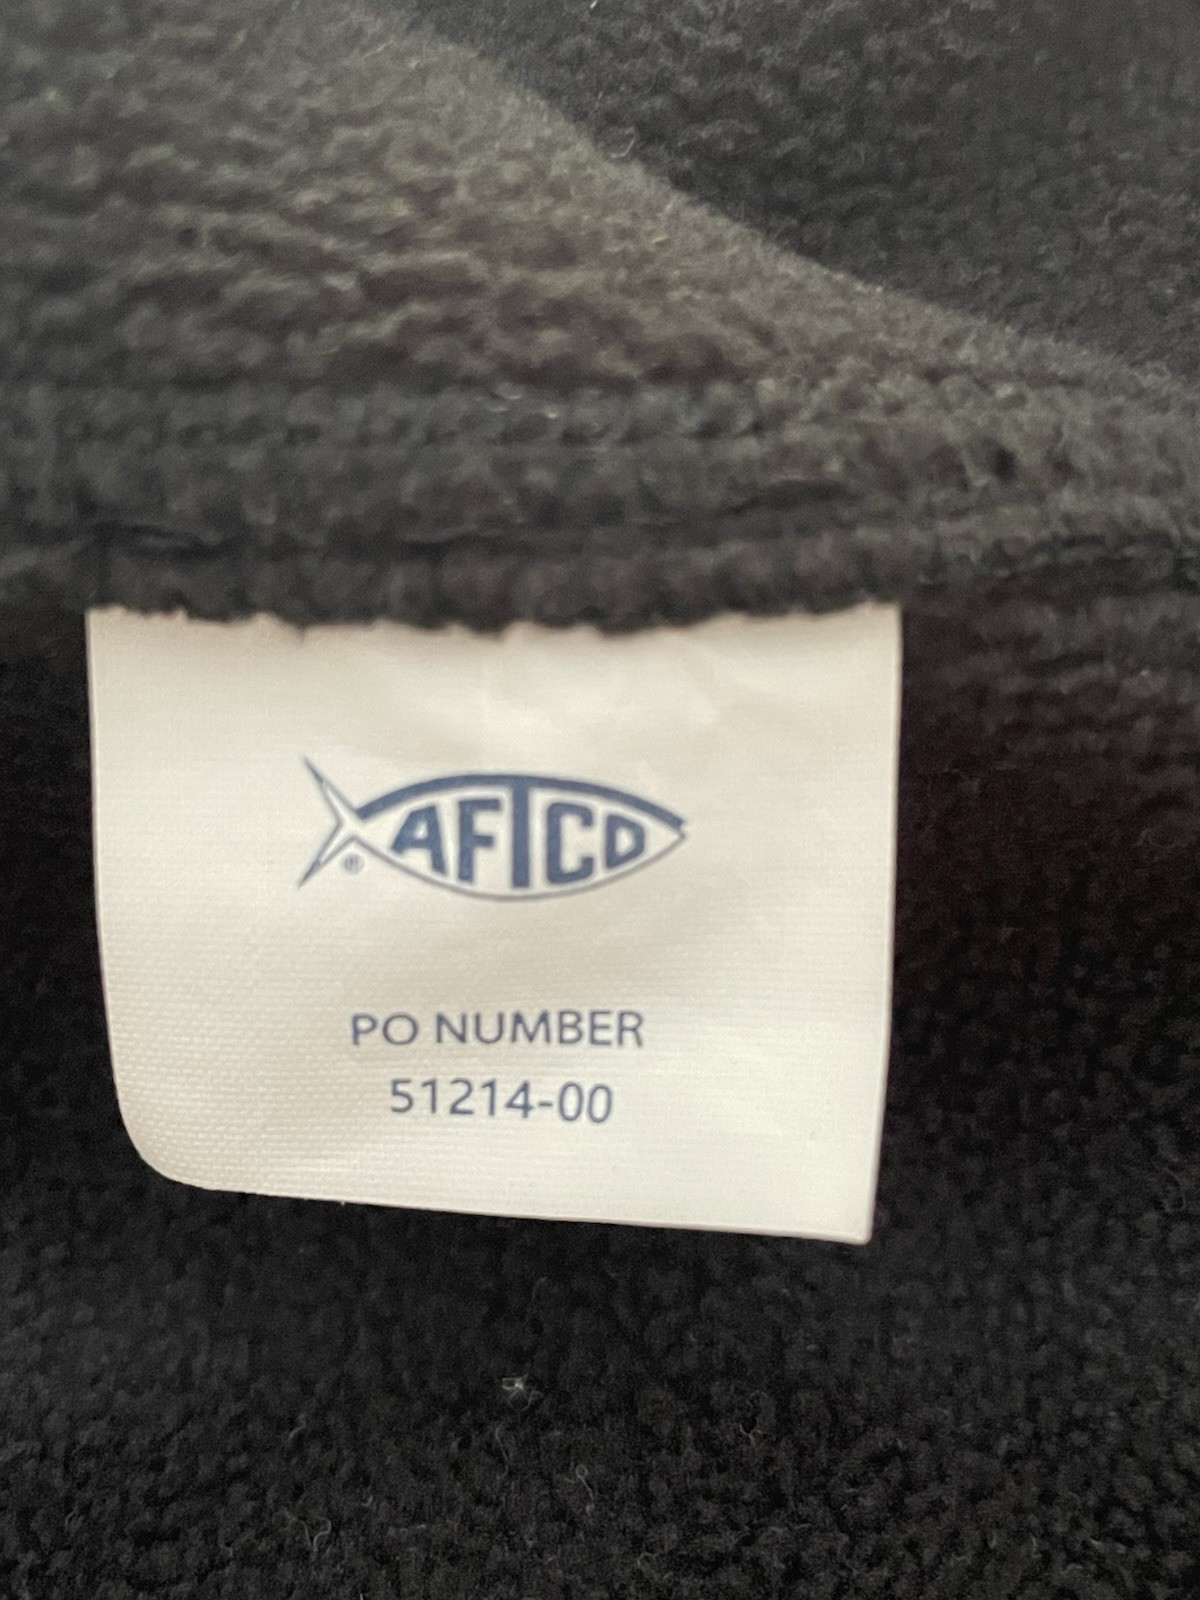 AFTCO
®
PO NUMBER
51214-00